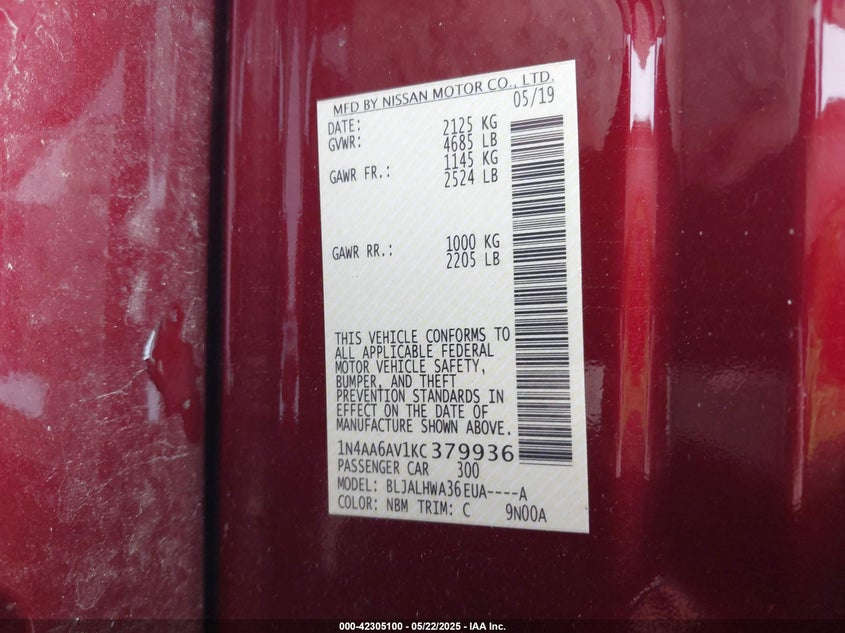 MFD BY NISSAN MOTOR CO., LTD.
DATE: 05/19
GVWR: 2125 KG
4685 LB
GAWR FR.: 1145 KG
2524 LB
GAWR RR.: 1000 KG
2205 LB
THIS VEHICLE CONFORMS TO
ALL APPLICABLE FEDERAL
MOTOR VEHICLE SAFETY,
BUMPER, AND THEFT
PREVENTION STANDARDS IN
EFFECT ON THE DATE OF
MANUFACTURE SHOWN ABOVE.
1N4AA6AV1KC379936
PASSENGER CAR 300
MODEL: BLJALHWA36EUA----A
COLOR: NBM TRIM: C 9N00A
000-42305100 - 05/22/2025 - IAA Inc.